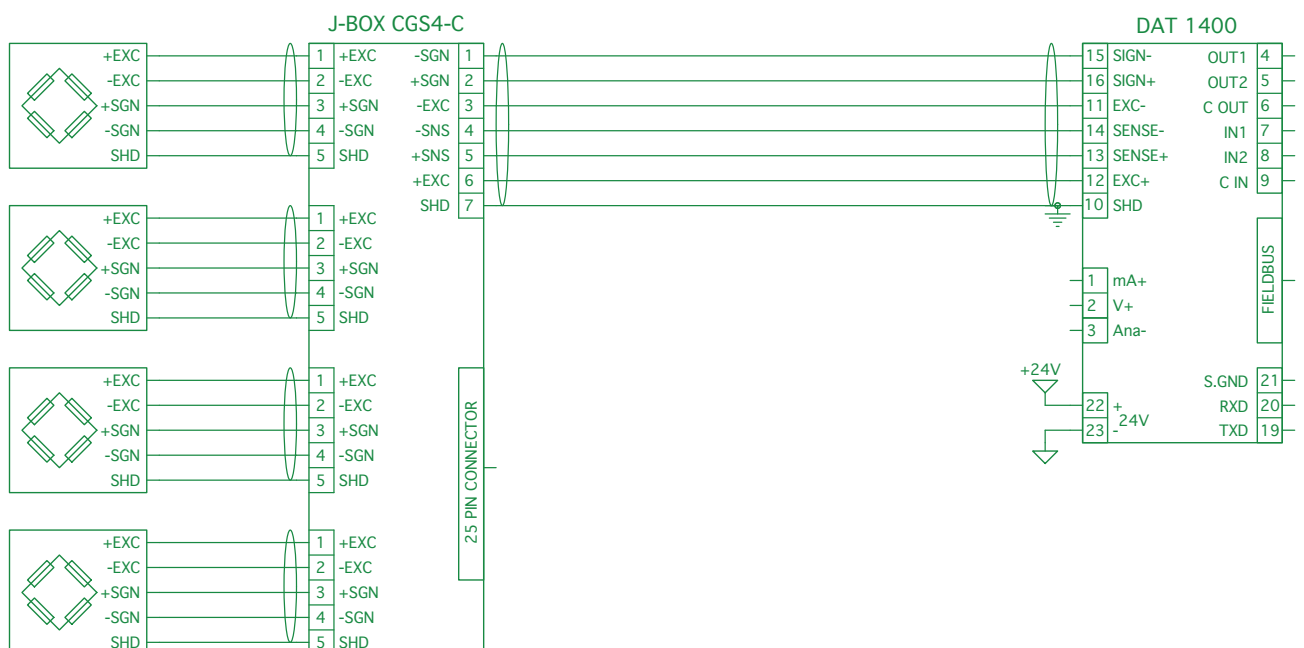 J-BOX CGS4-C
DAT 1400
+EXC 1 +EXC -SGN 1 15 SIGN- OUT1 4
-EXC 2 -EXC +SGN 2 16 SIGN+ OUT2 5
+SGN 3 +SGN -EXC 3 11 EXC- C OUT 6
-SGN 4 -SGN -SNS 4 14 SENSE- IN1 7
SHD 5 SHD +SNS 5 13 SENSE+ IN2 8
+EXC 6 12 EXC+ C IN 9
SHD 7 10 SHD
+EXC 1 +EXC
-EXC 2 -EXC
+SGN 3 +SGN
-SGN 4 -SGN
SHD 5 SHD
1 mA+
2 V+
3 Ana-
FIELDBUS
+EXC 1 +EXC
-EXC 2 -EXC
+SGN 3 +SGN
-SGN 4 -SGN
SHD 5 SHD
25 PIN CONNECTOR
+24V
S.GND 21
22 + RXD 20
24V
23 - TXD 19
+EXC 1 +EXC
-EXC 2 -EXC
+SGN 3 +SGN
-SGN 4 -SGN
SHD 5 SHD